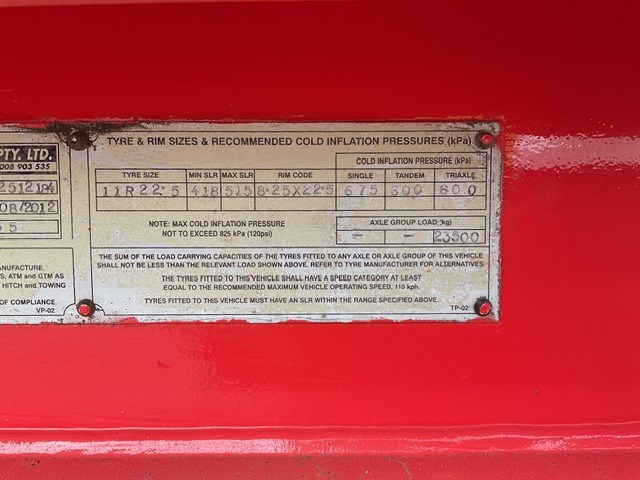 PTY. LTD.
008 903 535
2512184
08/2012
55
MANUFACTURE.
S, ATM and GTM AS
HITCH and TOWING
OF COMPLIANCE.
VP-02
TYRE & RIM SIZES & RECOMMENDED COLD INFLATION PRESSURES (kPa)
COLD INFLATION PRESSURE (kPa)
TYRE SIZE MIN SLR MAX SLR RIM CODE SINGLE TANDEM TRIAXLE
11R22.5 418 515 8.25X22.5 675 600 600
NOTE: MAX COLD INFLATION PRESSURE
NOT TO EXCEED 825 kPa (120psi)
AXLE GROUP LOAD (kg)
- - 23500
THE SUM OF THE LOAD CARRYING CAPACITIES OF THE TYRES FITTED TO ANY AXLE OR AXLE GROUP OF THIS VEHICLE
SHALL NOT BE LESS THAN THE RELEVANT LOAD SHOWN ABOVE. REFER TO TYRE MANUFACTURER FOR ALTERNATIVES.
THE TYRES FITTED TO THIS VEHICLE SHALL HAVE A SPEED CATEGORY AT LEAST
EQUAL TO THE RECOMMENDED MAXIMUM VEHICLE OPERATING SPEED, 110 kph.
TYRES FITTED TO THIS VEHICLE MUST HAVE AN SLR WITHIN THE RANGE SPECIFIED ABOVE.
TP-02